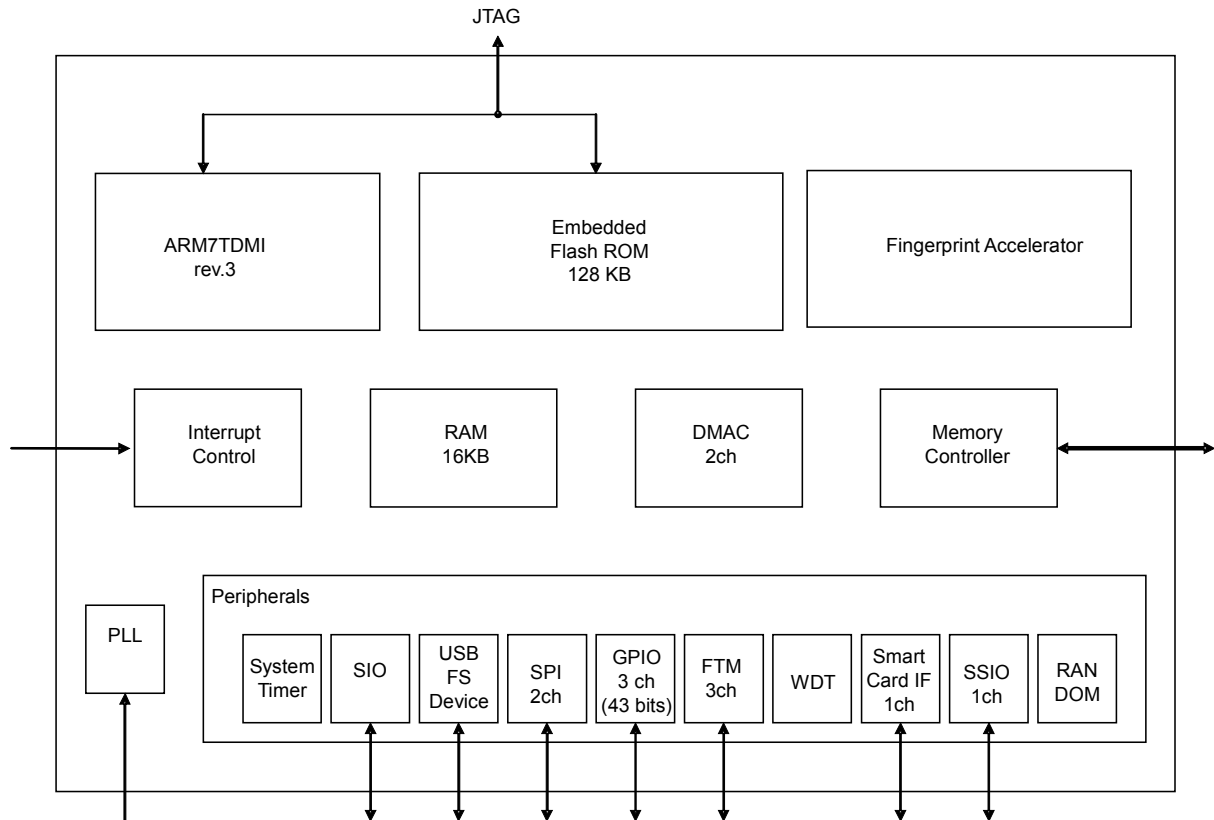 JTAG
ARM7TDMI
rev.3
Embedded
Flash ROM
128 KB
Fingerprint Accelerator
Interrupt
Control
RAM
16KB
DMAC
2ch
Memory
Controller
PLL
Peripherals
System
Timer
SIO
USB
FS
Device
SPI
2ch
GPIO
3 ch
(43 bits)
FTM
3ch
WDT
Smart
Card IF
1ch
SSIO
1ch
RAN
DOM